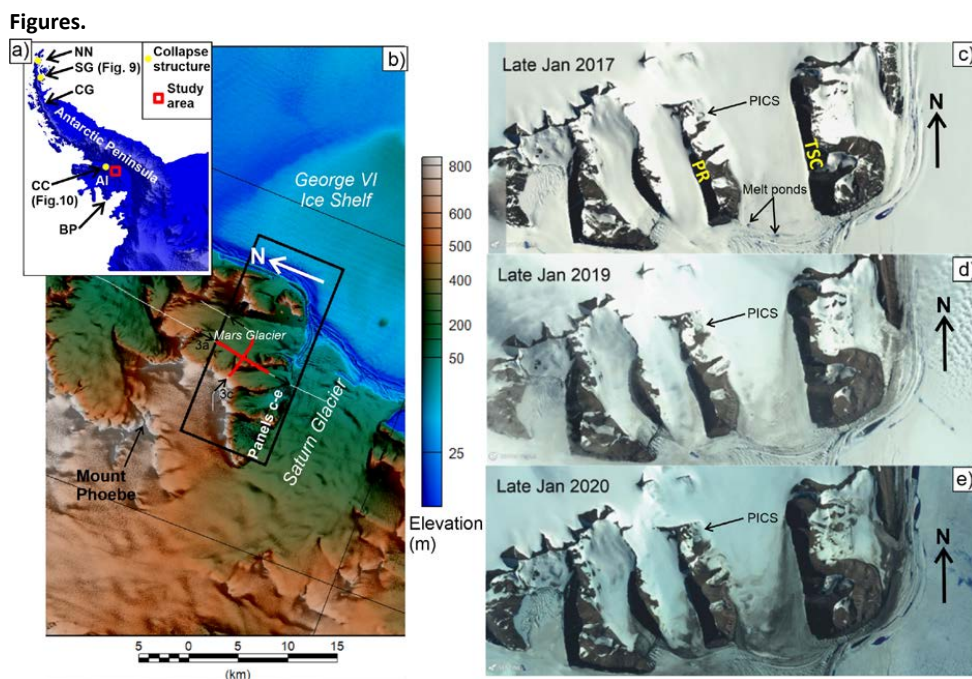 Figures.
a)
NN
SG (Fig. 9)
CG
Antarctic Peninsula
CC
(Fig.10)
AI
BP
Collapse structure
Study area
b)
George VI
Ice Shelf
N
Mars Glacier
3a
3c
Panels c-e
Saturn Glacier
Mount
Phoebe
800
700
600
500
400
300
200
50
25
Elevation
(m)
5 0 5 10 15
(km)
c)
Late Jan 2017
PICS
PR
TSC
Melt ponds
N
d)
Late Jan 2019
PICS
N
e)
Late Jan 2020
PICS
N